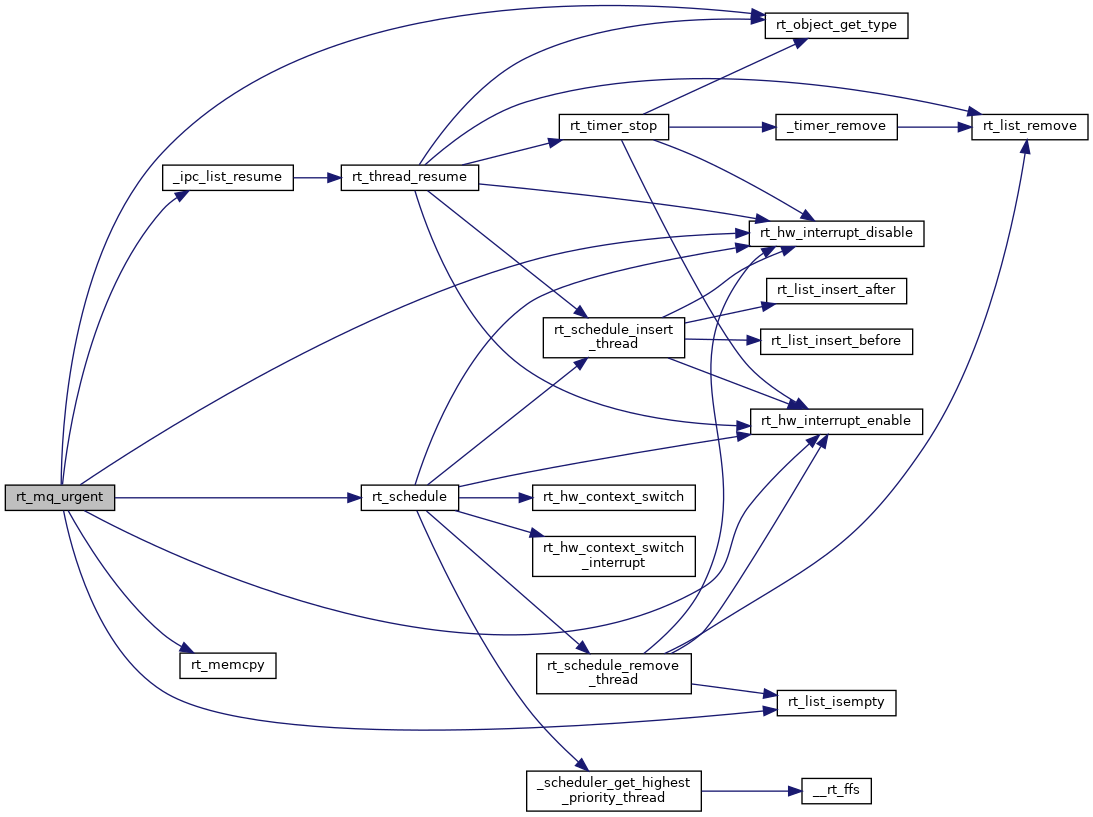 rt_object_get_type
rt_timer_stop
_timer_remove
rt_list_remove
_ipc_list_resume
rt_thread_resume
rt_hw_interrupt_disable
rt_list_insert_after
rt_schedule_insert
_thread
rt_list_insert_before
rt_hw_interrupt_enable
rt_mq_urgent
rt_schedule
rt_hw_context_switch
rt_hw_context_switch
_interrupt
rt_memcpy
rt_schedule_remove
_thread
rt_list_isempty
_scheduler_get_highest
_priority_thread
__rt_ffs